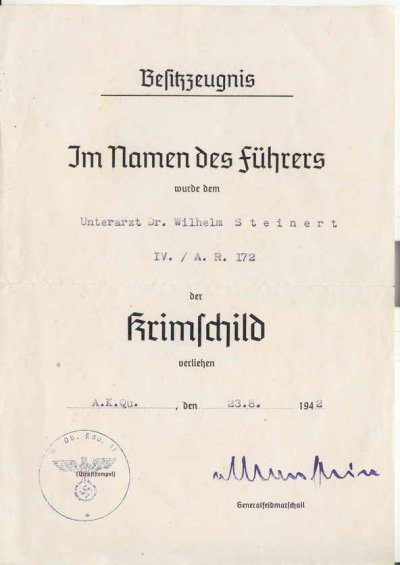 Besitzzeugnis
Im Namen des Führers
wurde dem
Unterarzt Dr. Wilhelm S t e i n e r t
IV. / A. R. 172
der
Krimschild
verliehen
A.K.Qu. , den 23.8. 1942
(Dienststempel)
vManstein
Generalfeldmarschall